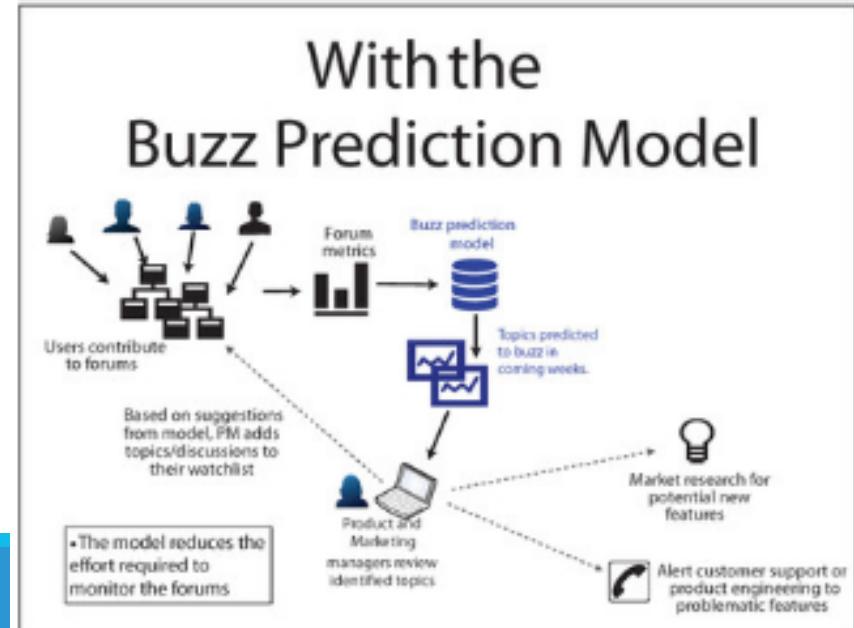 With the
Buzz Prediction Model
Forum
metrics
Buzz prediction
model
Users contribute
to forums
Topics predicted
to buzz in
coming weeks.
Based on suggestions
from model, PM adds
topics/discussions to
their watchlist
Market research for
potential new
features
Product and
Marketing
managers review
identified topics
•The model reduces the
effort required to
monitor the forums
Alert customer support or
product engineering to
problematic features